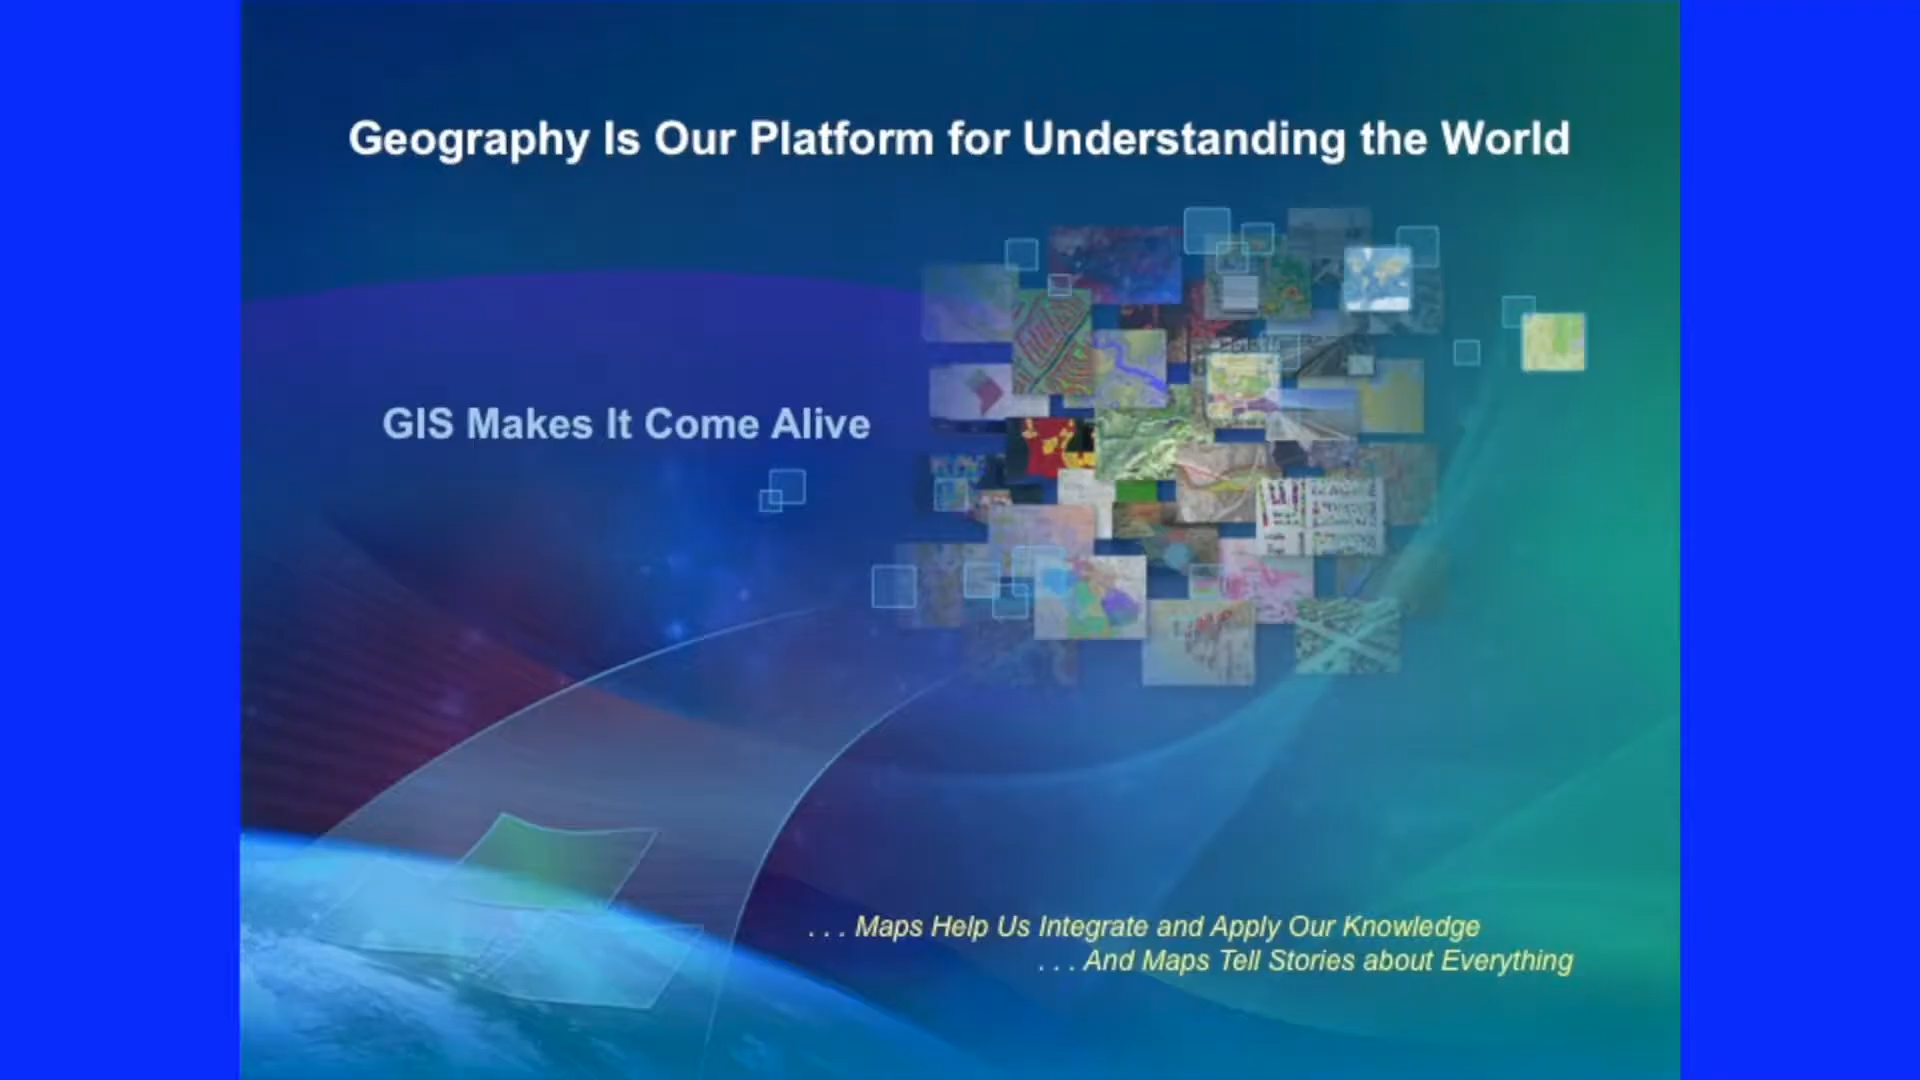 Geography Is Our Platform for Understanding the World
GIS Makes It Come Alive
. . . Maps Help Us Integrate and Apply Our Knowledge
. . . And Maps Tell Stories about Everything